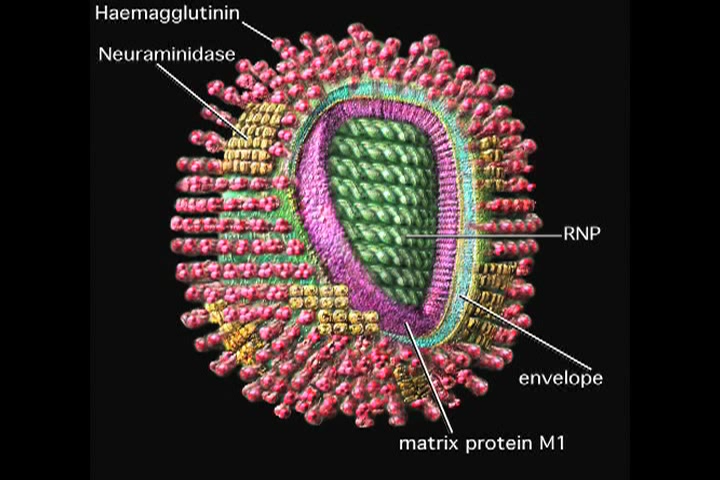 Haemagglutinin
Neuraminidase
RNP
envelope
matrix protein M1